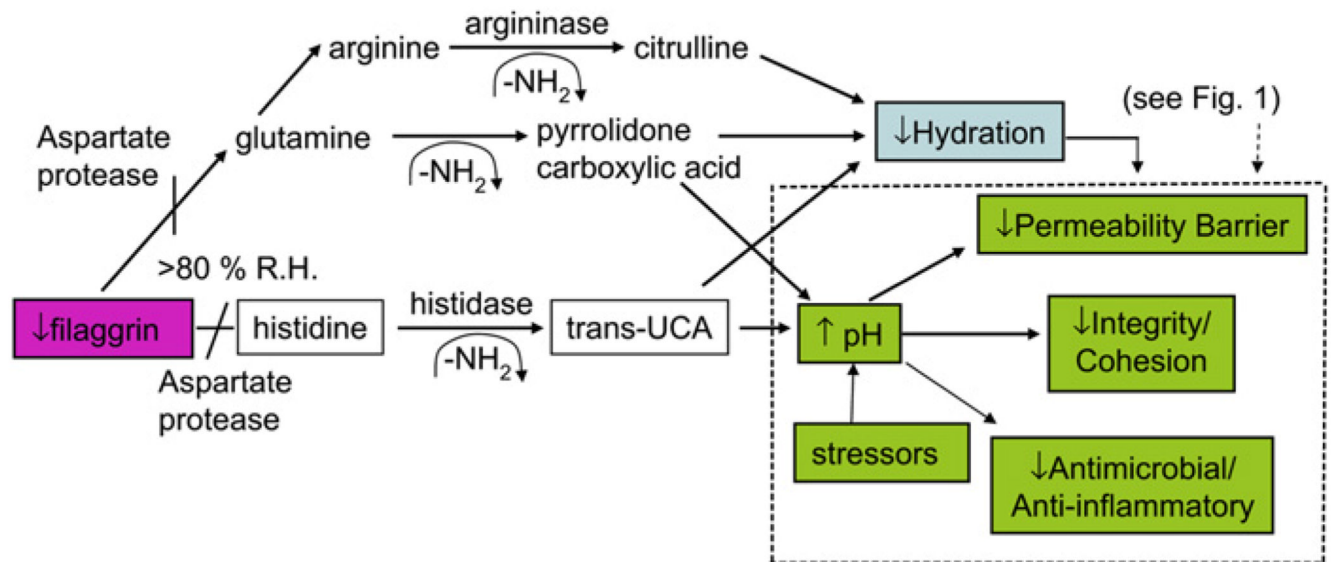 argininase
arginine
citrulline
-NH₂
(see Fig. 1)
Aspartate
protease
glutamine
pyrrolidone
carboxylic acid
-NH₂
↓Hydration
↓Permeability Barrier
>80 % R.H.
↓filaggrin
histidine
histidase
trans-UCA
-NH₂
↑ pH
↓Integrity/
Cohesion
Aspartate
protease
stressors
↓Antimicrobial/
Anti-inflammatory